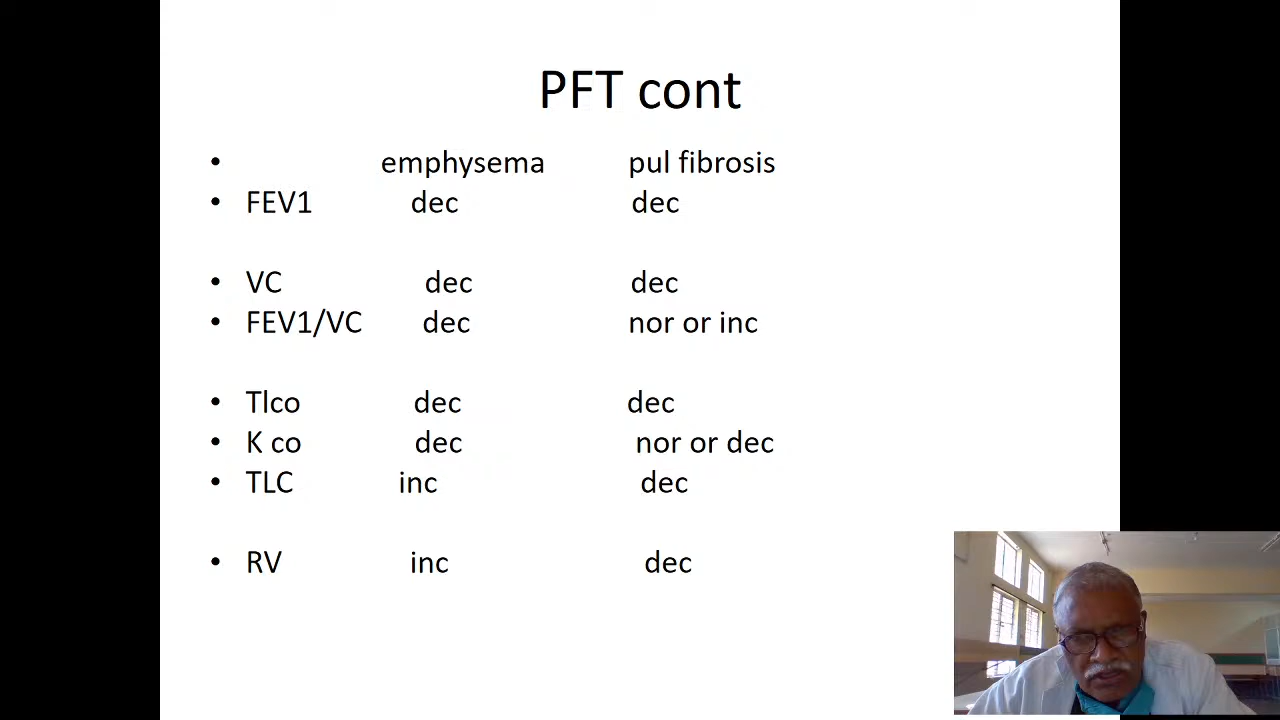 PFT cont
• emphysema pul fibrosis
• FEV1 dec dec
• VC dec dec
• FEV1/VC dec nor or inc
• Tlco dec dec
• K co dec nor or dec
• TLC inc dec
• RV inc dec